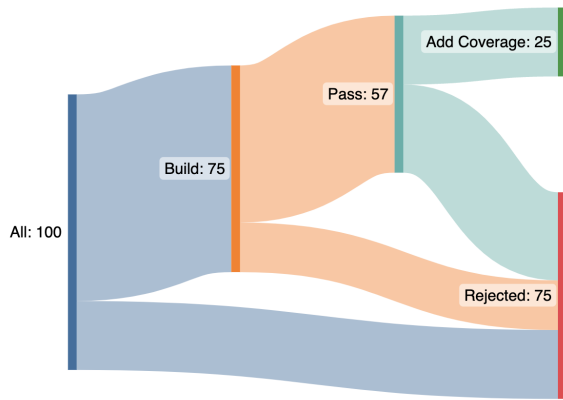 Add Coverage: 25
Pass: 57
Build: 75
All: 100
Rejected: 75